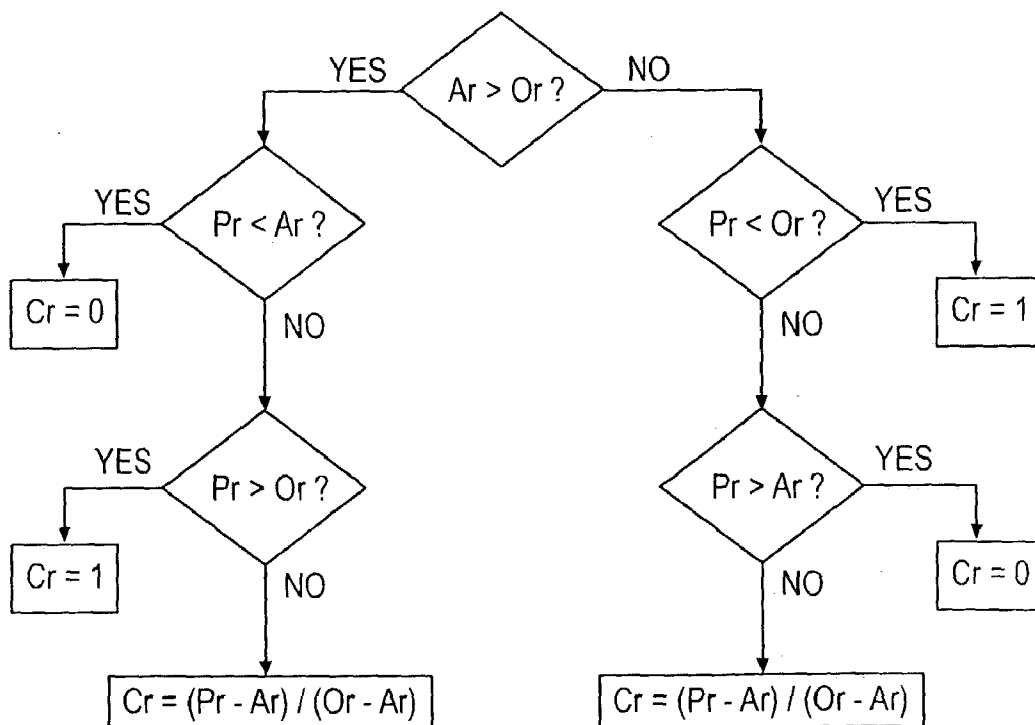 YES
Ar > Or ?
NO
YES
Pr < Ar ?
Pr < Or ?
YES
Cr = 0
NO
NO
Cr = 1
YES
Pr > Or ?
Pr > Ar ?
YES
Cr = 1
NO
NO
Cr = 0
Cr = (Pr - Ar) / (Or - Ar)
Cr = (Pr - Ar) / (Or - Ar)